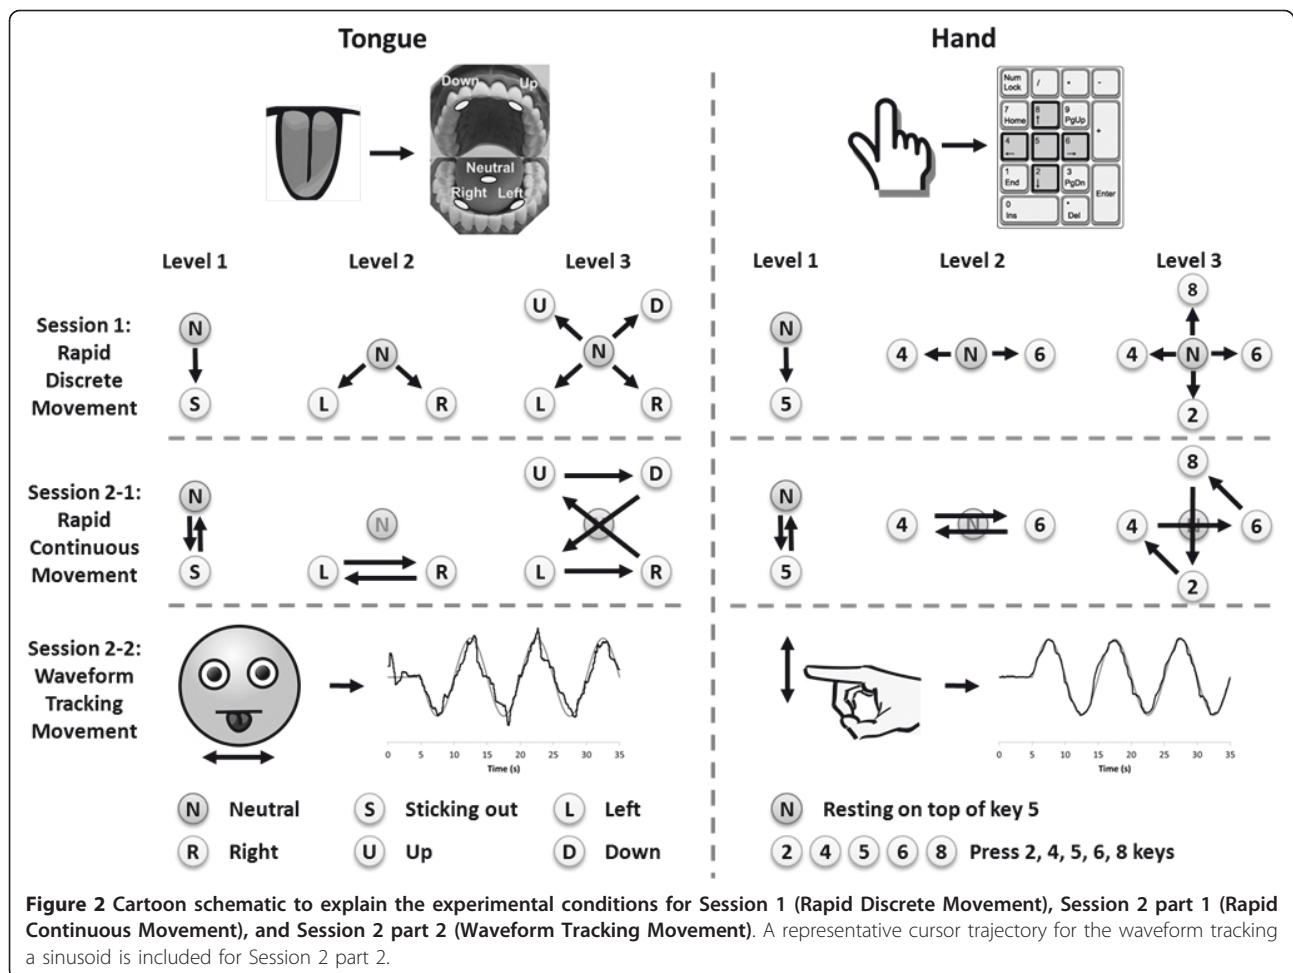 Tongue
Hand
Down Up
Neutral
Right Left
Num Lock / * -
7 Home 8 ↑ 9 PgUp +
4 ← 5 6 →
1 End 2 ↓ 3 PgDn Enter
0 Ins • Del
Level 1 Level 2 Level 3
Level 1 Level 2 Level 3
Session 1:
Rapid
Discrete
Movement
N
S
N
L R
U D
N
L R
N
5
4 N 6
8
4 N 6
2
Session 2-1:
Rapid
Continuous
Movement
N
S
N
L R
U D
L R
N
5
4 N 6
8
4 N 6
2
Session 2-2:
Waveform
Tracking
Movement
0 5 10 15 20 25 30 35
Time (s)
0 5 10 15 20 25 30 35
Time (s)
N Neutral S Sticking out L Left
R Right U Up D Down
N Resting on top of key 5
2 4 5 6 8 Press 2, 4, 5, 6, 8 keys
Figure 2 Cartoon schematic to explain the experimental conditions for Session 1 (Rapid Discrete Movement), Session 2 part 1 (Rapid
Continuous Movement), and Session 2 part 2 (Waveform Tracking Movement). A representative cursor trajectory for the waveform tracking
a sinusoid is included for Session 2 part 2.